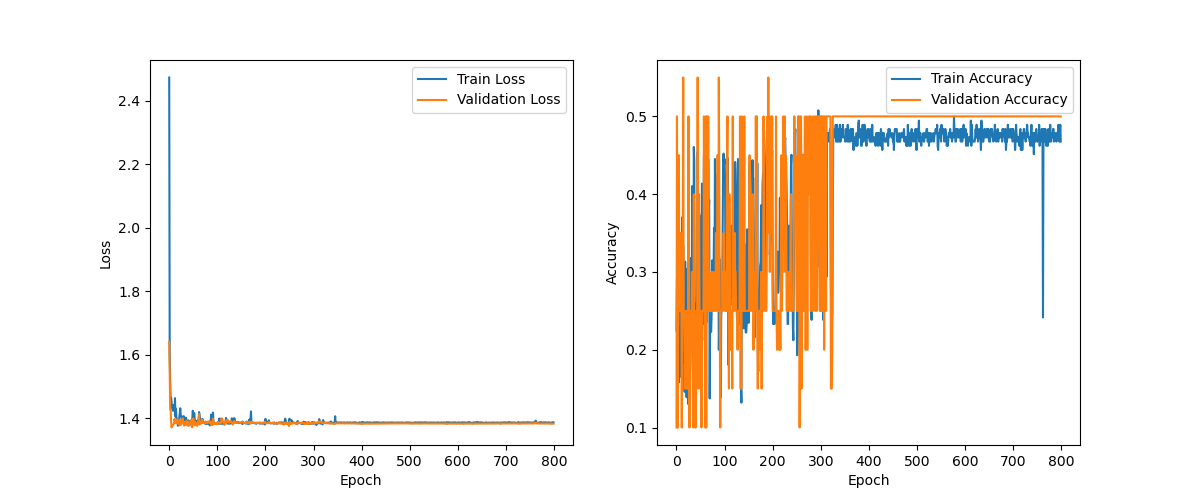 2.4
2.2
2.0
1.8
1.6
1.4
Loss
0 100 200 300 400 500 600 700 800
Epoch
Train Loss
Validation Loss
0.5
0.4
0.3
0.2
0.1
Accuracy
0 100 200 300 400 500 600 700 800
Epoch
Train Accuracy
Validation Accuracy